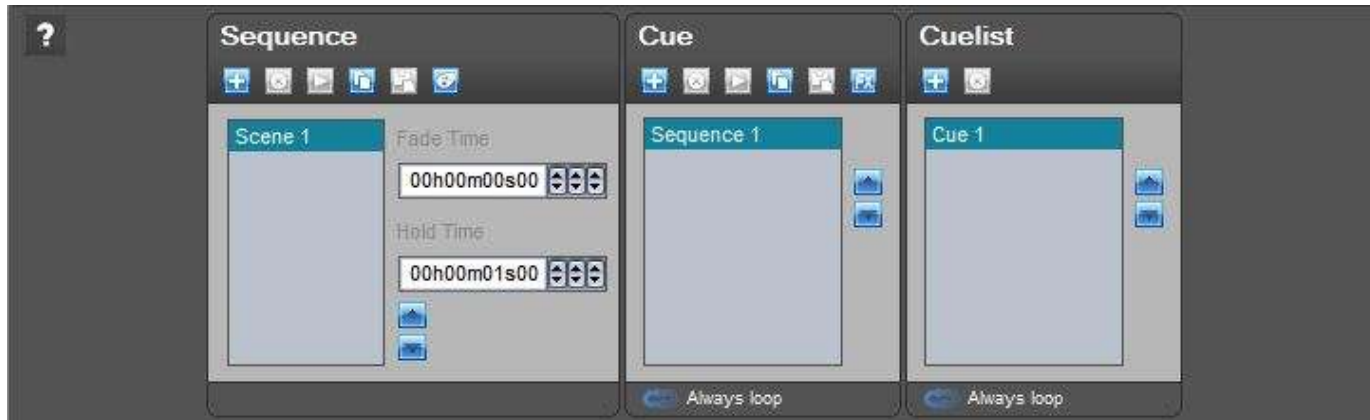 ?
Sequence
Scene 1
Fade Time
00h00m00s00
Hold Time
00h00m01s00
Cue
FX
Sequence 1
Always loop
Cuelist
Cue 1
Always loop